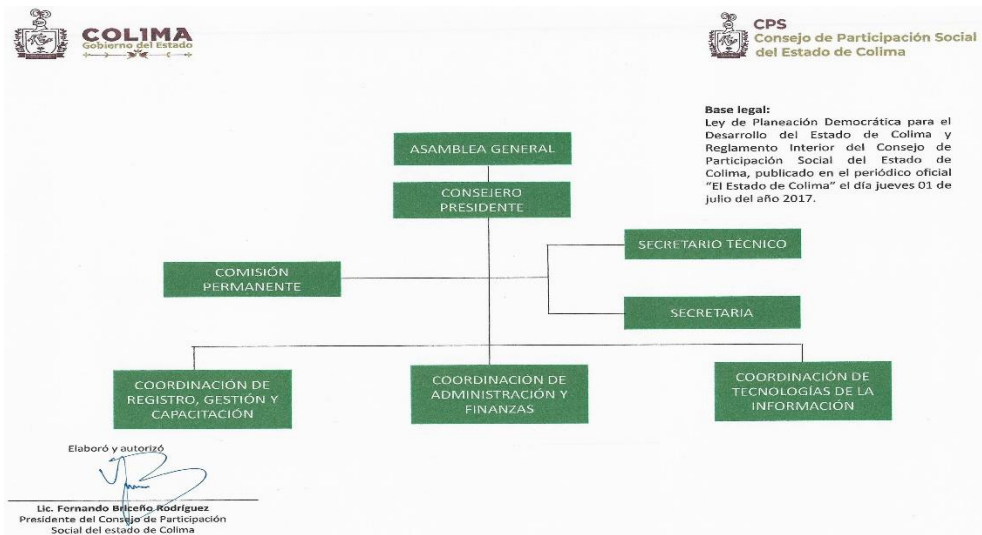 COLIMA
Gobierno del Estado
CPS
Consejo de Participación Social
del Estado de Colima
Base legal:
Ley de Planeación Democrática para el
Desarrollo del Estado de Colima y
Reglamento Interior del Consejo de
Participación Social del Estado de
Colima, publicado en el periódico oficial
"El Estado de Colima" el día jueves 01 de
julio del año 2017.
ASAMBLEA GENERAL
CONSEJERO
PRESIDENTE
SECRETARIO TÉCNICO
COMISIÓN
PERMANENTE
SECRETARIA
COORDINACIÓN DE
REGISTRO, GESTIÓN Y
CAPACITACIÓN
COORDINACIÓN DE
ADMINISTRACIÓN Y
FINANZAS
COORDINACIÓN DE
TECNOLOGÍAS DE LA
INFORMACIÓN
Elaboró y autorizó
Lic. Fernando Briceño Rodríguez
Presidente del Consejo de Participación
Social del estado de Colima